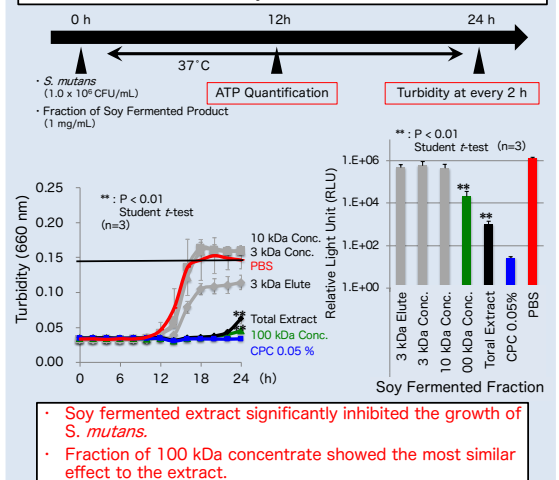 0 h
12h
24 h
37℃
・S. mutans
(1.0 x 10⁶ CFU/mL)
・Fraction of Soy Fermented Product
(1 mg/mL)
ATP Quantification
Turbidity at every 2 h
** : P < 0.01
Student t-test
(n=3)
Turbidity (660 nm)
0.25
0.20
0.15
0.10
0.05
0.00
0
6
12
18
24
(h)
10 kDa Conc.
3 kDa Conc.
PBS
3 kDa Elute
**
Total Extract
**
100 kDa Conc.
CPC 0.05 %
** : P < 0.01
Student t-test (n=3)
Relative Light Unit (RLU)
1.E+06
1.E+04
1.E+02
1.E+00
**
**
3 kDa Elute
3 kDa Conc.
10 kDa Conc.
00 kDa Conc.
Toral Extract
CPC 0.05%
PBS
Soy Fermented Fraction
・ Soy fermented extract significantly inhibited the growth of
S. mutans.
・ Fraction of 100 kDa concentrate showed the most similar
effect to the extract.